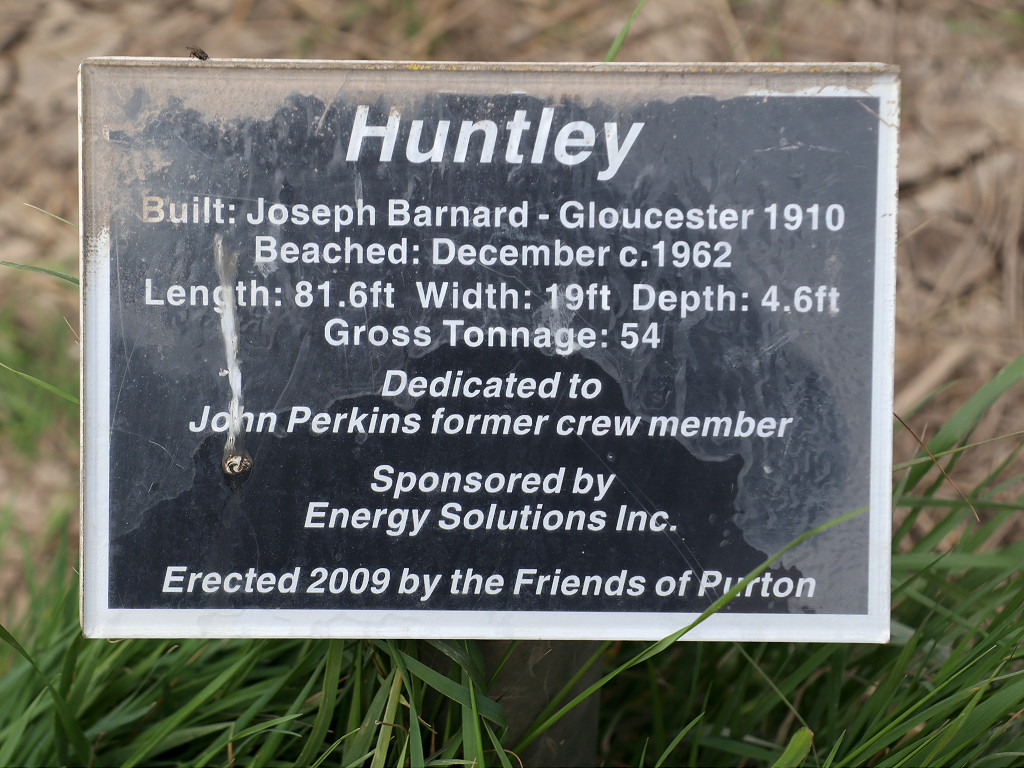 Huntley
Built: Joseph Barnard - Gloucester 1910
Beached: December c.1962
Length: 81.6ft Width: 19ft Depth: 4.6ft
Gross Tonnage: 54
Dedicated to
John Perkins former crew member
Sponsored by
Energy Solutions Inc.
Erected 2009 by the Friends of Purton